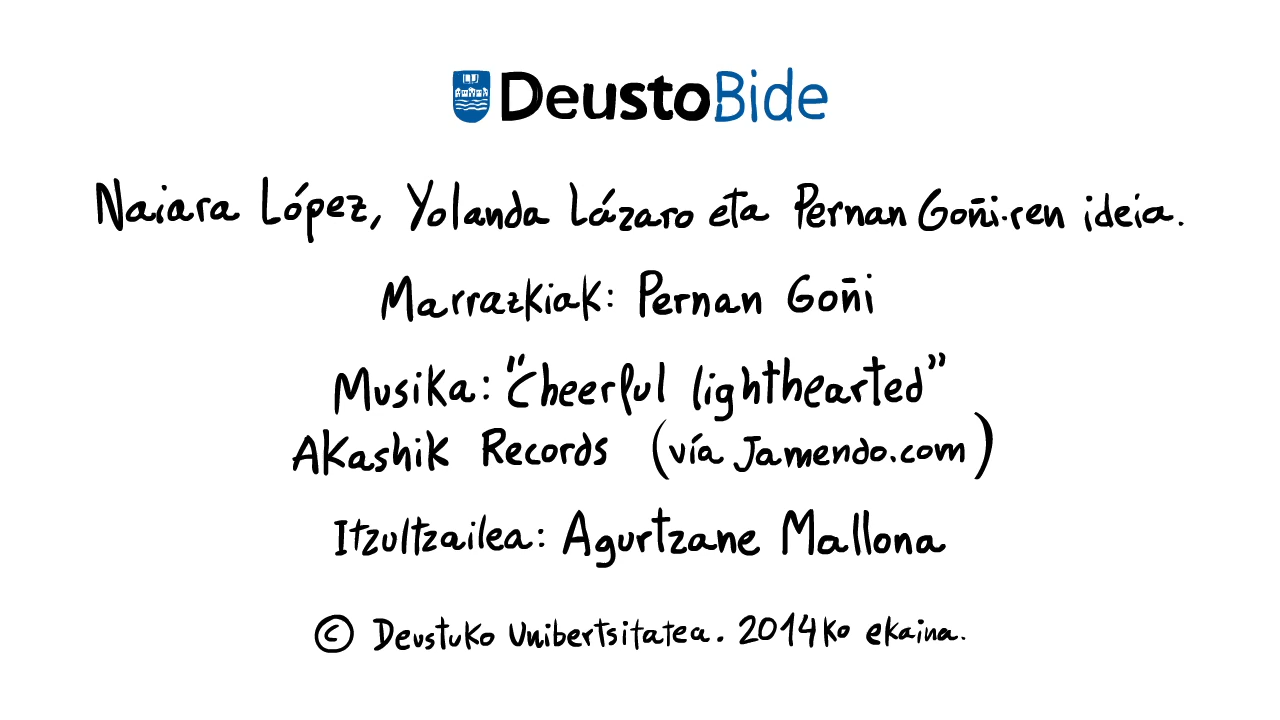 DeustoBide
Naiara López, Yolanda Lázaro eta Pernan Goñi.ren ideia.
Marrazkiak: Pernan Goñi
Musika: "Cheerful lighthearted"
Akashik Records (vía Jamendo.com)
Itzultzailea: Agurtzane Mallona
© Deustuko Unibertsitatea. 2014ko ekaina.